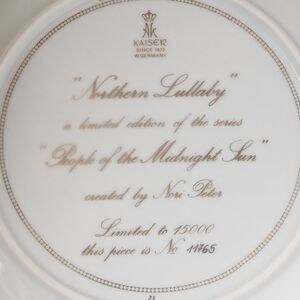 KAISER
SINCE 1872
W.GERMANY
"Northern Lullaby"
a limited edition of the series
"People of the Midnight Sun"
created by Nori Peter
Limited to 15000
this piece is No 11765
21